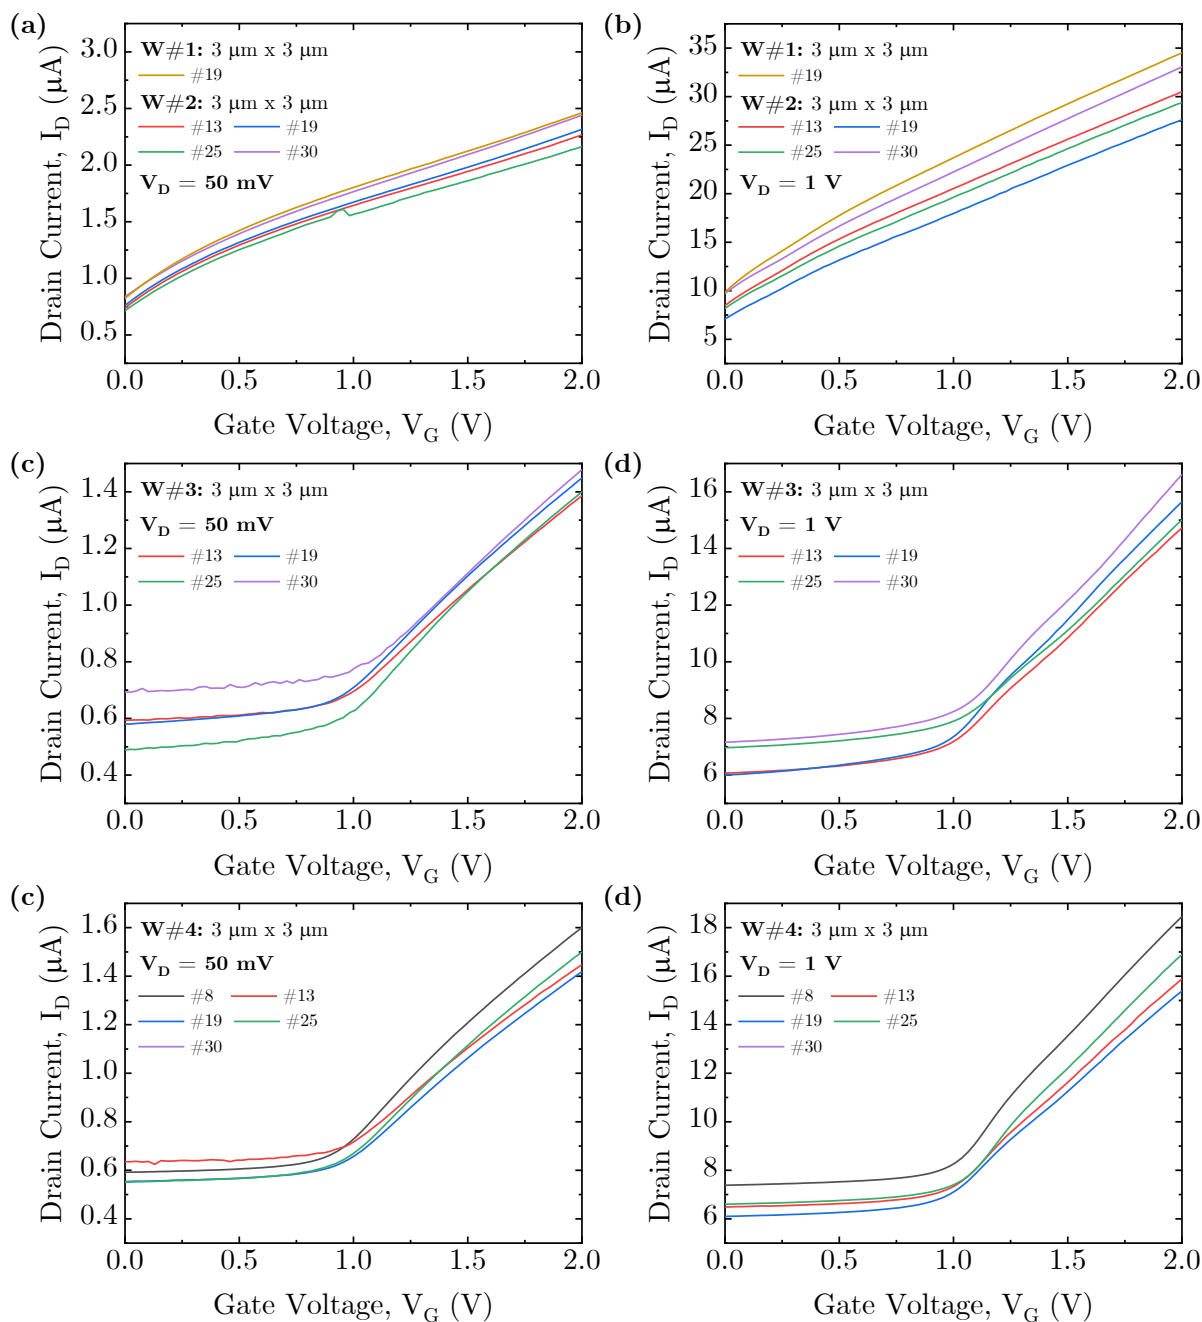 (a)
3.0
2.5
2.0
1.5
1.0
0.5
Drain Current, I_D (μA)
W#1: 3 μm x 3 μm
#19
W#2: 3 μm x 3 μm
#13 #19
#25 #30
V_D = 50 mV
0.0 0.5 1.0 1.5 2.0
Gate Voltage, V_G (V)
(b)
35
30
25
20
15
10
5
Drain Current, I_D (μA)
W#1: 3 μm x 3 μm
#19
W#2: 3 μm x 3 μm
#13 #19
#25 #30
V_D = 1 V
0.0 0.5 1.0 1.5 2.0
Gate Voltage, V_G (V)
(c)
1.4
1.2
1.0
0.8
0.6
0.4
Drain Current, I_D (μA)
W#3: 3 μm x 3 μm
V_D = 50 mV
#13 #19
#25 #30
0.0 0.5 1.0 1.5 2.0
Gate Voltage, V_G (V)
(d)
16
14
12
10
8
6
Drain Current, I_D (μA)
W#3: 3 μm x 3 μm
V_D = 1 V
#13 #19
#25 #30
0.0 0.5 1.0 1.5 2.0
Gate Voltage, V_G (V)
(c)
1.6
1.4
1.2
1.0
0.8
0.6
0.4
Drain Current, I_D (μA)
W#4: 3 μm x 3 μm
V_D = 50 mV
#8 #13
#19 #25
#30
0.0 0.5 1.0 1.5 2.0
Gate Voltage, V_G (V)
(d)
18
16
14
12
10
8
6
Drain Current, I_D (μA)
W#4: 3 μm x 3 μm
V_D = 1 V
#8 #13
#19 #25
#30
0.0 0.5 1.0 1.5 2.0
Gate Voltage, V_G (V)